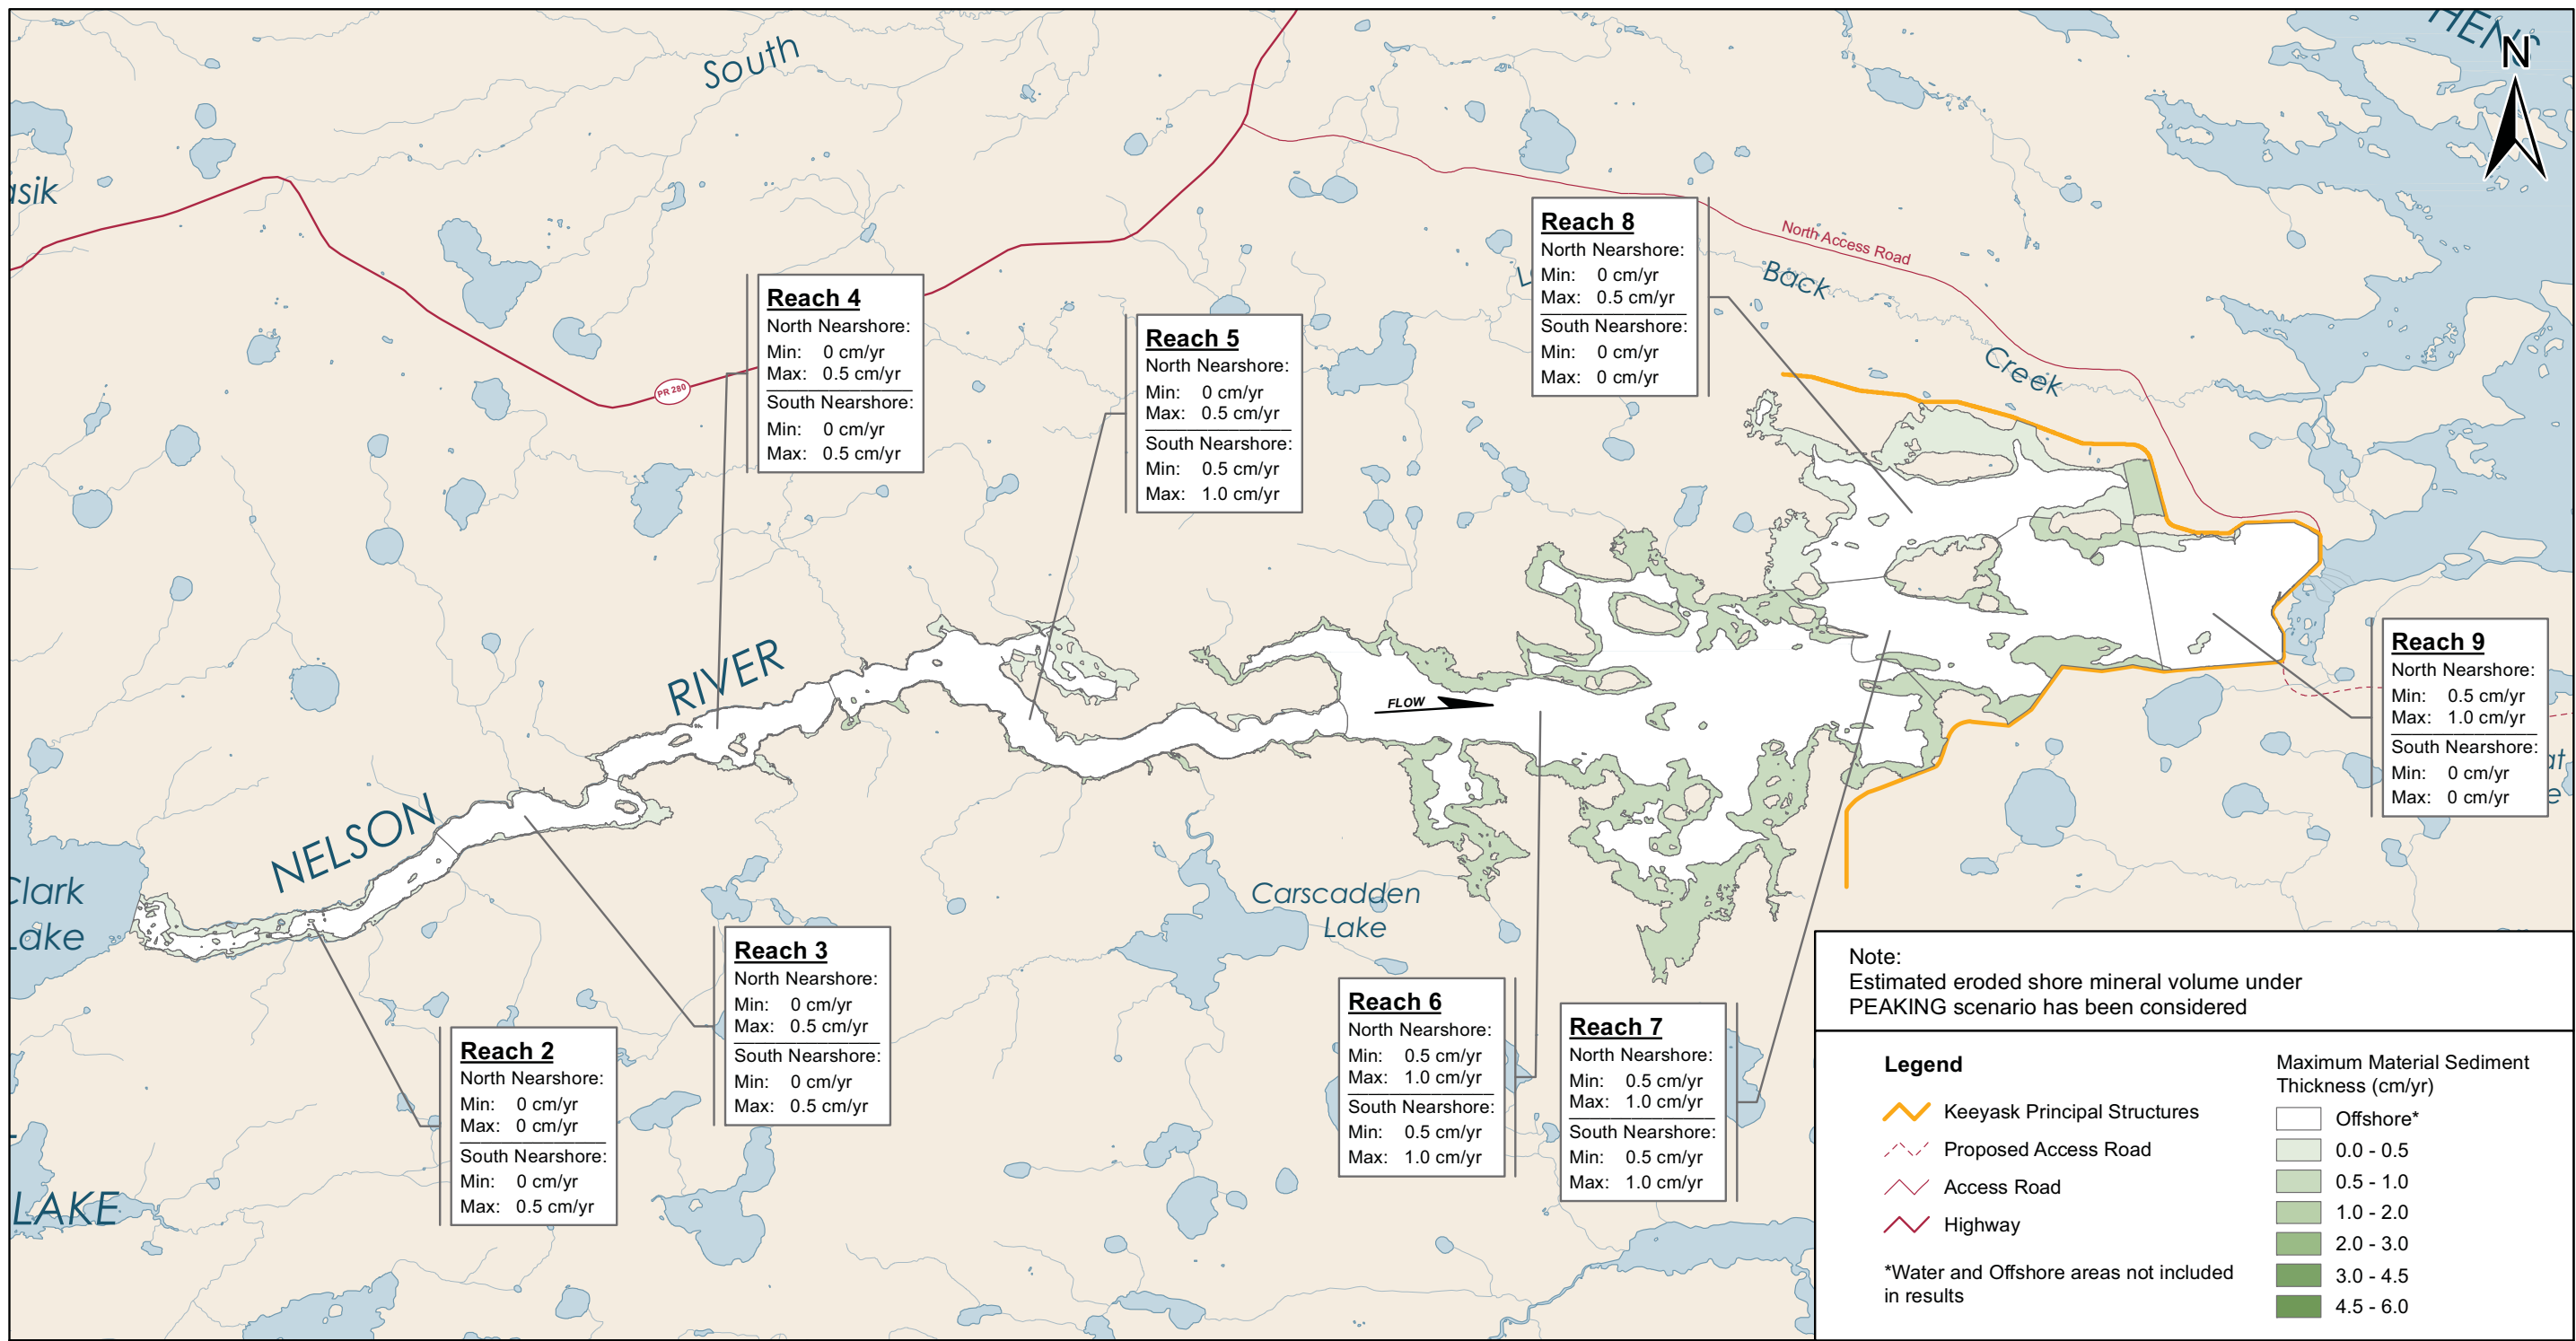 South
HENS
N
asik
North Access Road
Back
Creek
PR 280
Reach 8
North Nearshore:
Min: 0 cm/yr
Max: 0.5 cm/yr
South Nearshore:
Min: 0 cm/yr
Max: 0 cm/yr
Reach 4
North Nearshore:
Min: 0 cm/yr
Max: 0.5 cm/yr
South Nearshore:
Min: 0 cm/yr
Max: 0.5 cm/yr
Reach 5
North Nearshore:
Min: 0 cm/yr
Max: 0.5 cm/yr
South Nearshore:
Min: 0.5 cm/yr
Max: 1.0 cm/yr
Reach 9
North Nearshore:
Min: 0.5 cm/yr
Max: 1.0 cm/yr
South Nearshore:
Min: 0 cm/yr
Max: 0 cm/yr
NELSON
RIVER
FLOW
Clark
Lake
Carscadden
Lake
LAKE
Reach 3
North Nearshore:
Min: 0 cm/yr
Max: 0.5 cm/yr
South Nearshore:
Min: 0 cm/yr
Max: 0.5 cm/yr
Reach 2
North Nearshore:
Min: 0 cm/yr
Max: 0 cm/yr
South Nearshore:
Min: 0 cm/yr
Max: 0.5 cm/yr
Reach 6
North Nearshore:
Min: 0.5 cm/yr
Max: 1.0 cm/yr
South Nearshore:
Min: 0.5 cm/yr
Max: 1.0 cm/yr
Reach 7
North Nearshore:
Min: 0.5 cm/yr
Max: 1.0 cm/yr
South Nearshore:
Min: 0.5 cm/yr
Max: 1.0 cm/yr
Note:
Estimated eroded shore mineral volume under
PEAKING scenario has been considered
Legend
Keeyask Principal Structures
Proposed Access Road
Access Road
Highway
*Water and Offshore areas not included
in results
Maximum Material Sediment
Thickness (cm/yr)
Offshore*
0.0 - 0.5
0.5 - 1.0
1.0 - 2.0
2.0 - 3.0
3.0 - 4.5
4.5 - 6.0